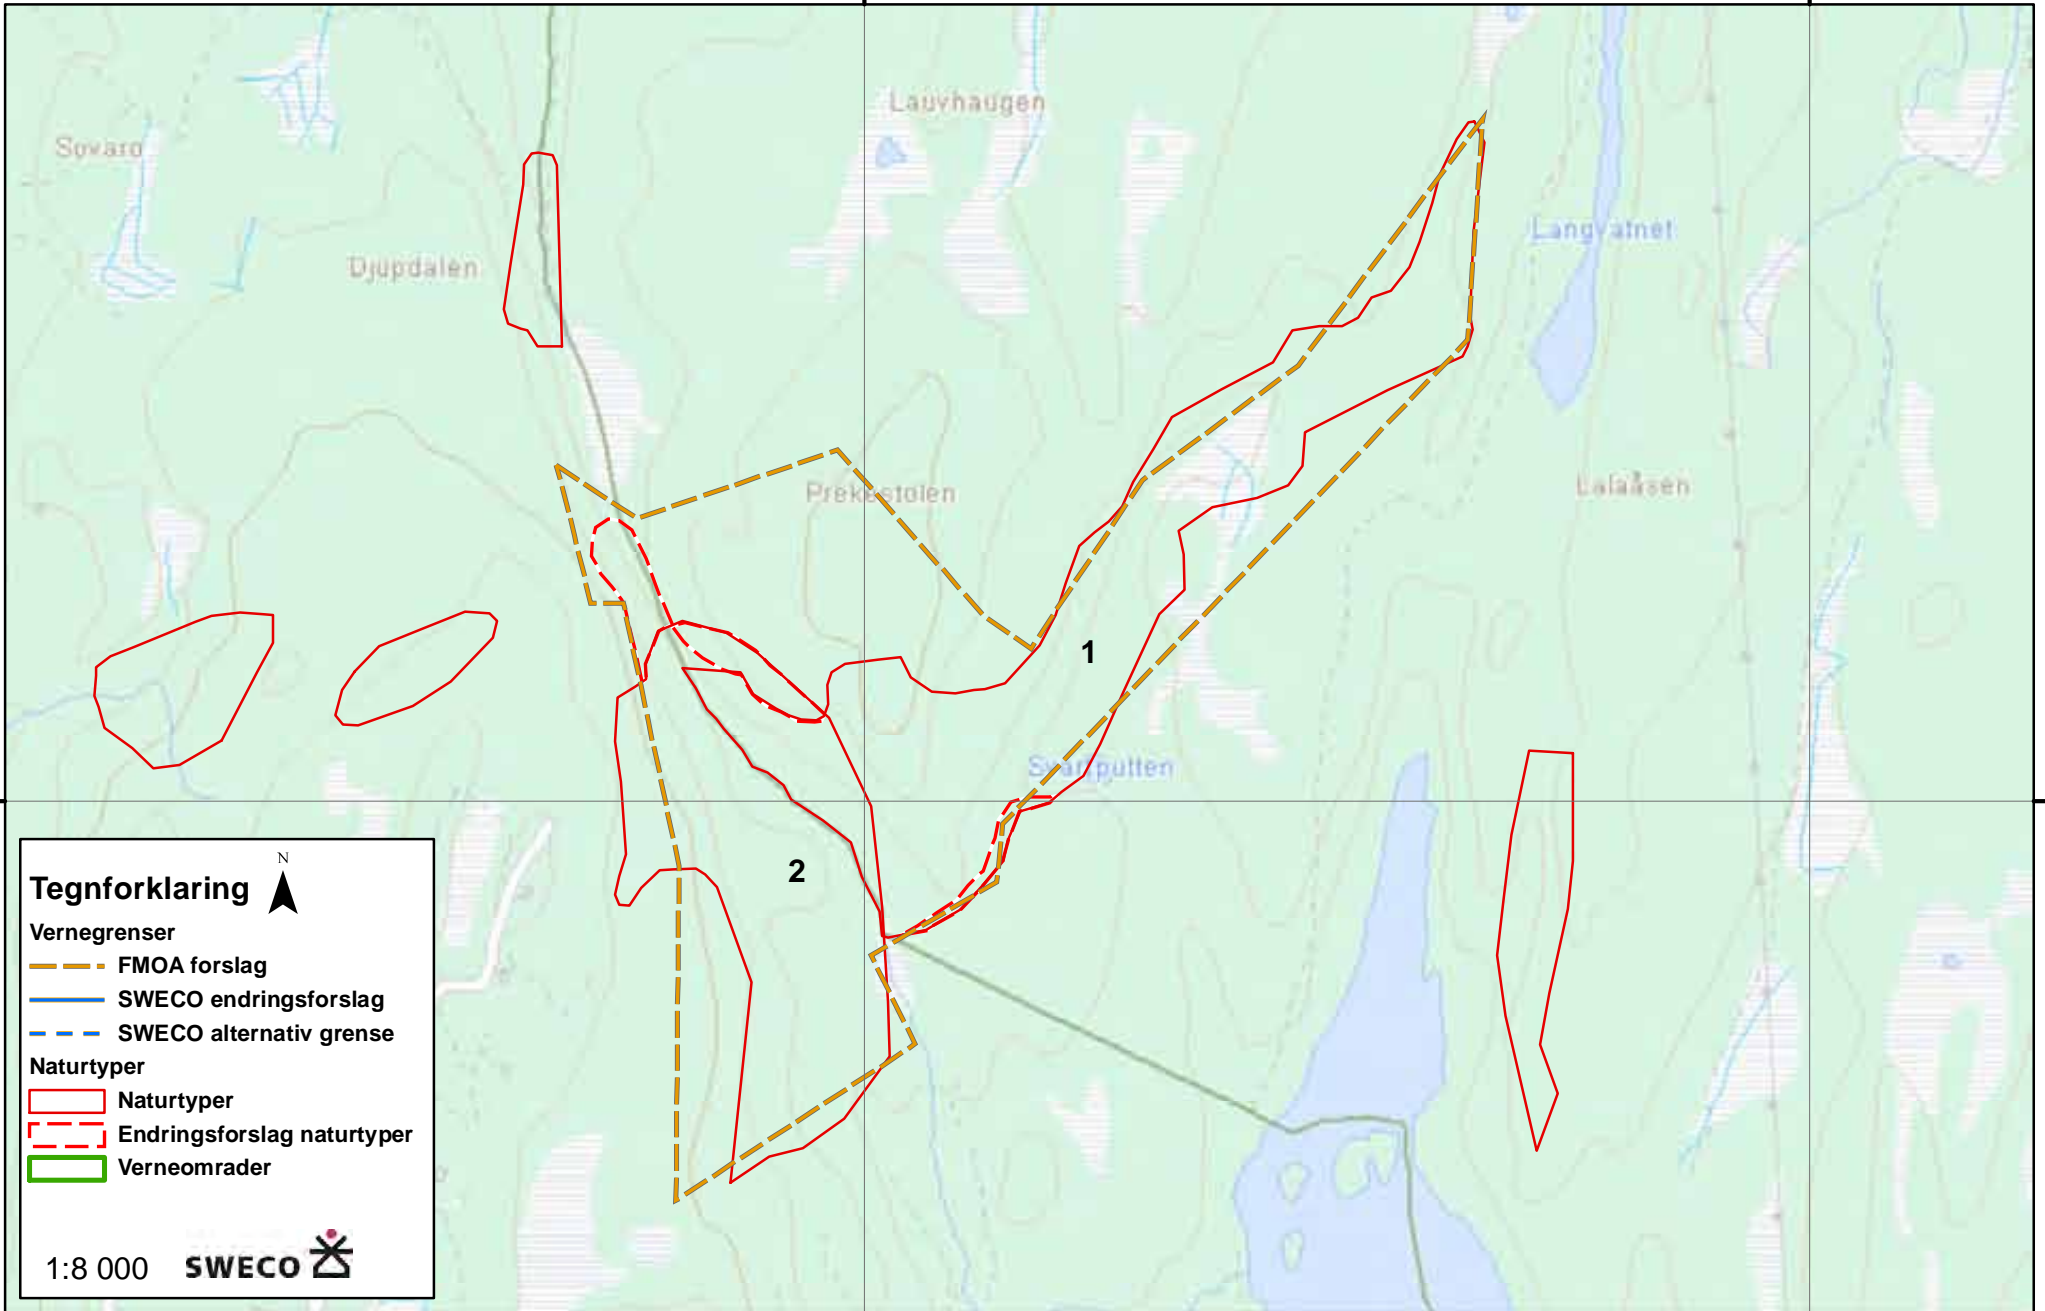 Lauvhaugen
Sovaro
Langvatnet
Djupdalen
Prekestolen
Lalaåsen
1
Svartputten
2
N
Tegnforklaring
Vernegrenser
FMOA forslag
SWECO endringsforslag
SWECO alternativ grense
Naturtyper
Naturtyper
Endringsforslag naturtyper
Verneomrader
1:8 000
SWECO